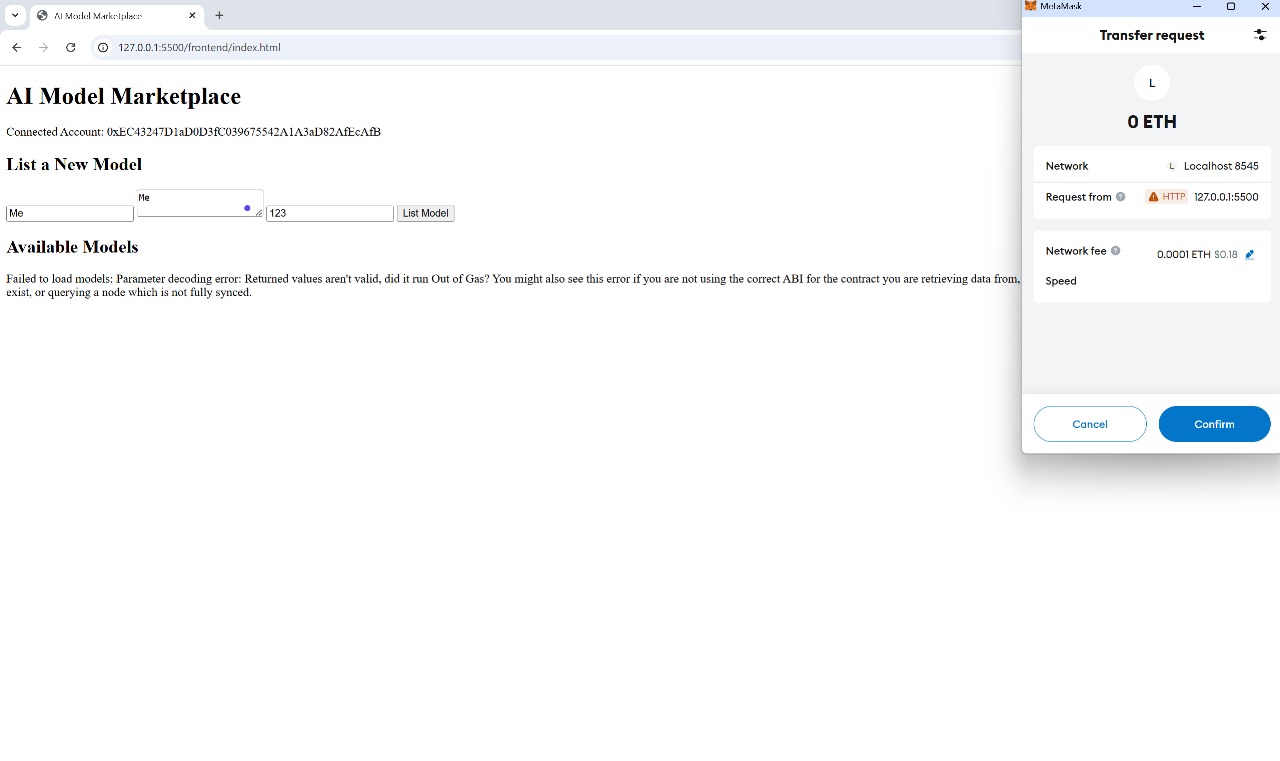 AI Model Marketplace
127.0.0.1:5500/frontend/index.html
AI Model Marketplace
Connected Account: 0xEC43247D1aD0D3fC039675542A1A3aD82AfEcAfB
List a New Model
Me
Me
123
List Model
Available Models
Failed to load models: Parameter decoding error: Returned values aren't valid, did it run Out of Gas? You might also see this error if you are not using the correct ABI for the contract you are retrieving data from,
exist, or querying a node which is not fully synced.
MetaMask
Transfer request
L
0 ETH
Network L Localhost 8545
Request from ? HTTP 127.0.0.1:5500
Network fee ? 0.0001 ETH $0.18
Speed
Cancel Confirm